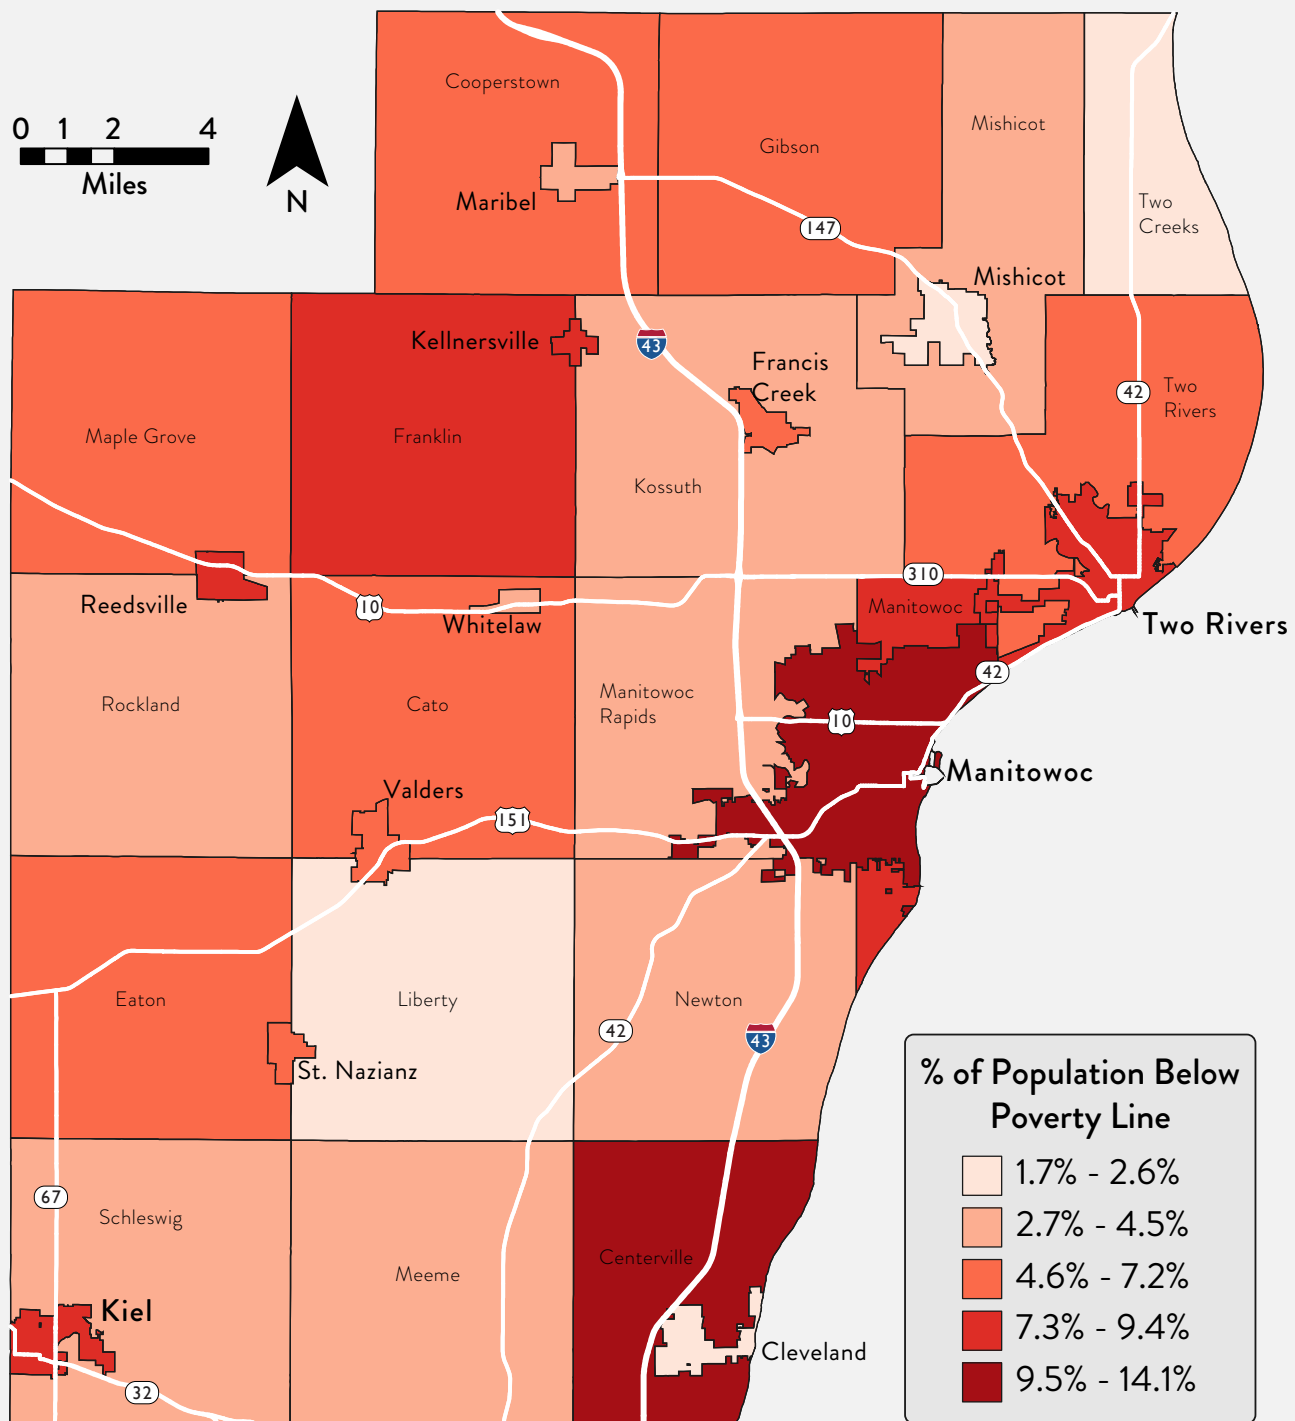 Cooperstown
Mishicot
0 1 2 4
Gibson
Miles
N
Maribel
Two
Creeks
147
Mishicot
Kellnersville
43
Francis
Creek
42
Two
Rivers
Maple Grove
Franklin
Kossuth
310
Reedsville
10
Manitowoc
Whitelaw
Two Rivers
42
Rockland
Cato
Manitowoc
Rapids
10
Manitowoc
Valders
151
Eaton
Liberty
Newton
42
43
St. Nazianz
% of Population Below
Poverty Line
1.7% - 2.6%
2.7% - 4.5%
4.6% - 7.2%
7.3% - 9.4%
9.5% - 14.1%
67
Schleswig
Centerville
Meeme
Kiel
Cleveland
32